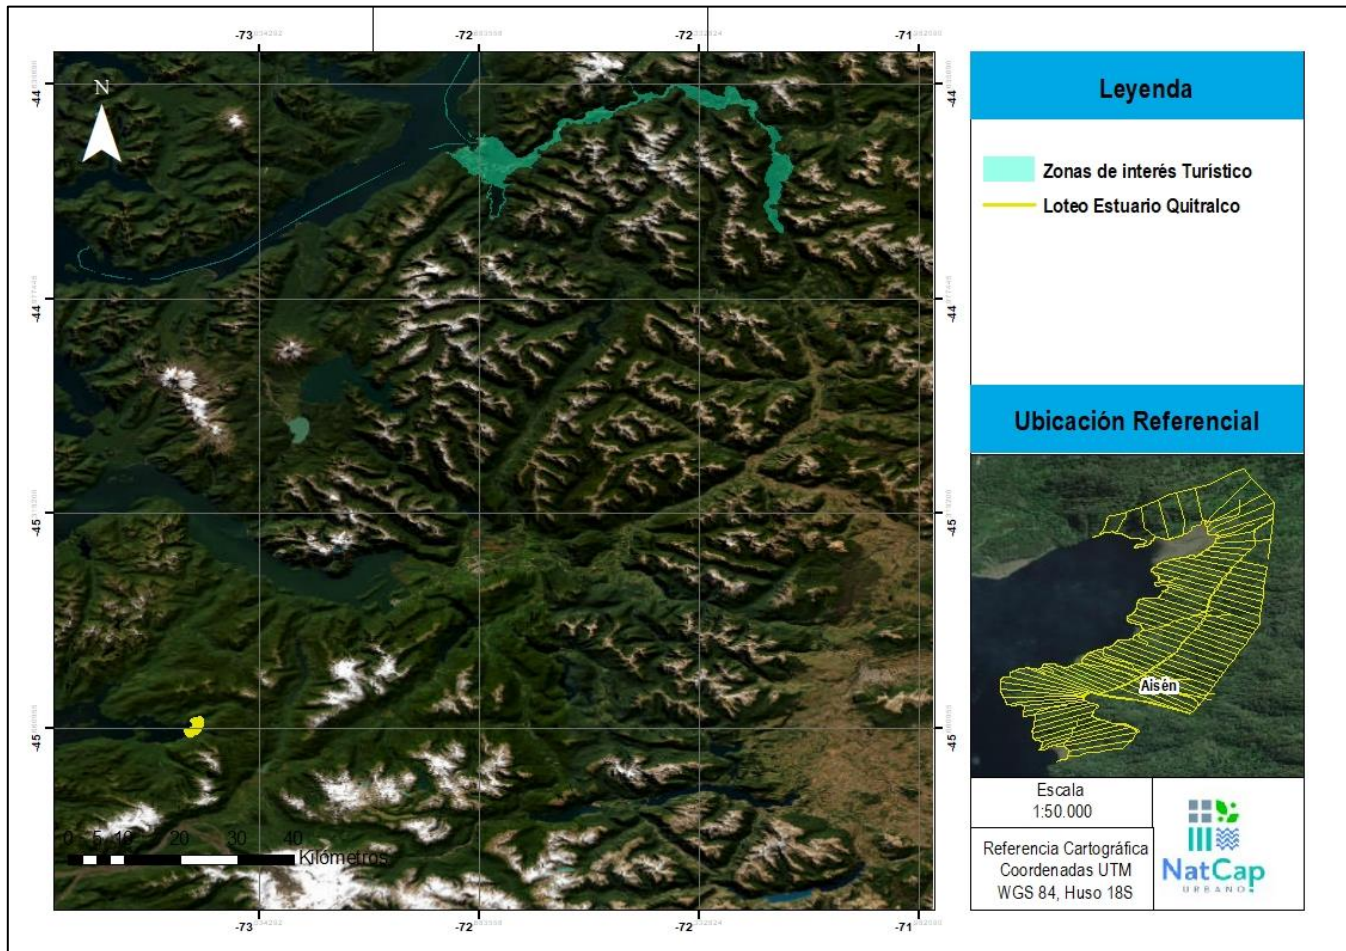 -73 -72 -72 -71
N
-44
-44
-45
-45
-44
-44
-45
-45
0 5 10 20 30 40
Kilómetros
-73 -72 -72 -71
Leyenda
Zonas de interés Turístico
Loteo Estuario Quitralco
Ubicación Referencial
Aisén
Escala
1:50.000
Referencia Cartográfica
Coordenadas UTM
WGS 84, Huso 18S
NatCap
URBANO